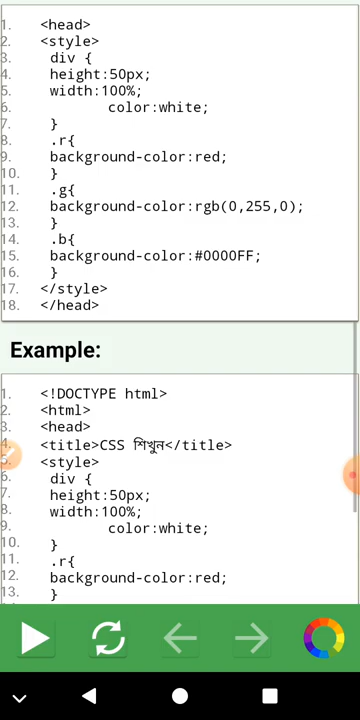 1. <head>
2. <style>
3. div {
4. height:50px;
5. width:100%;
6. color:white;
7. }
8. .r{
9. background-color:red;
10. }
11. .g{
12. background-color:rgb(0,255,0);
13. }
14. .b{
15. background-color:#0000FF;
16. }
17. </style>
18. </head>
Example:
1. <!DOCTYPE html>
2. <html>
3. <head>
4. <title>CSS শিখুন</title>
5. <style>
6. div {
7. height:50px;
8. width:100%;
9. color:white;
10. }
11. .r{
12. background-color:red;
13. }